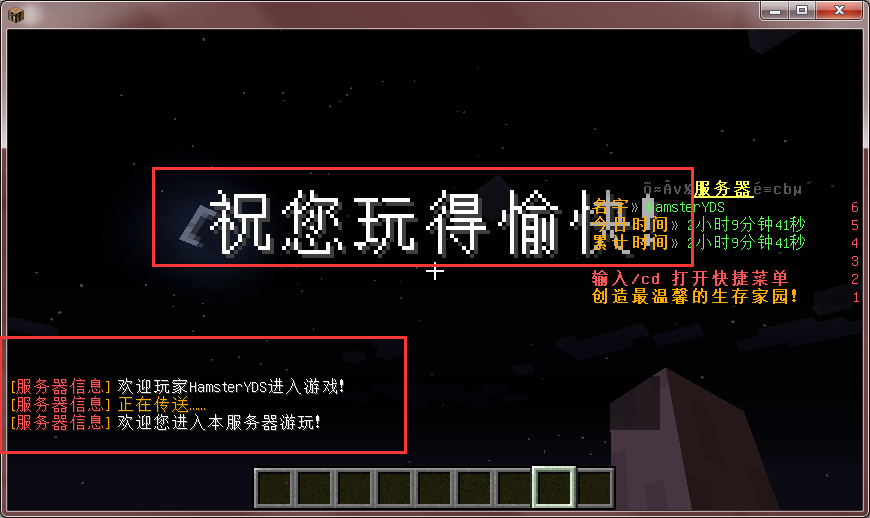 祝您玩得愉快!
服务器
名字» HamsterYDS 6
今日时间» 2小时9分钟41秒 5
累计时间» 2小时9分钟41秒 4
3
输入/cd 打开快捷菜单 2
创造最温馨的生存家园! 1
[服务器信息] 欢迎玩家HamsterYDS进入游戏!
[服务器信息] 正在传送……
[服务器信息] 欢迎您进入本服务器游玩!